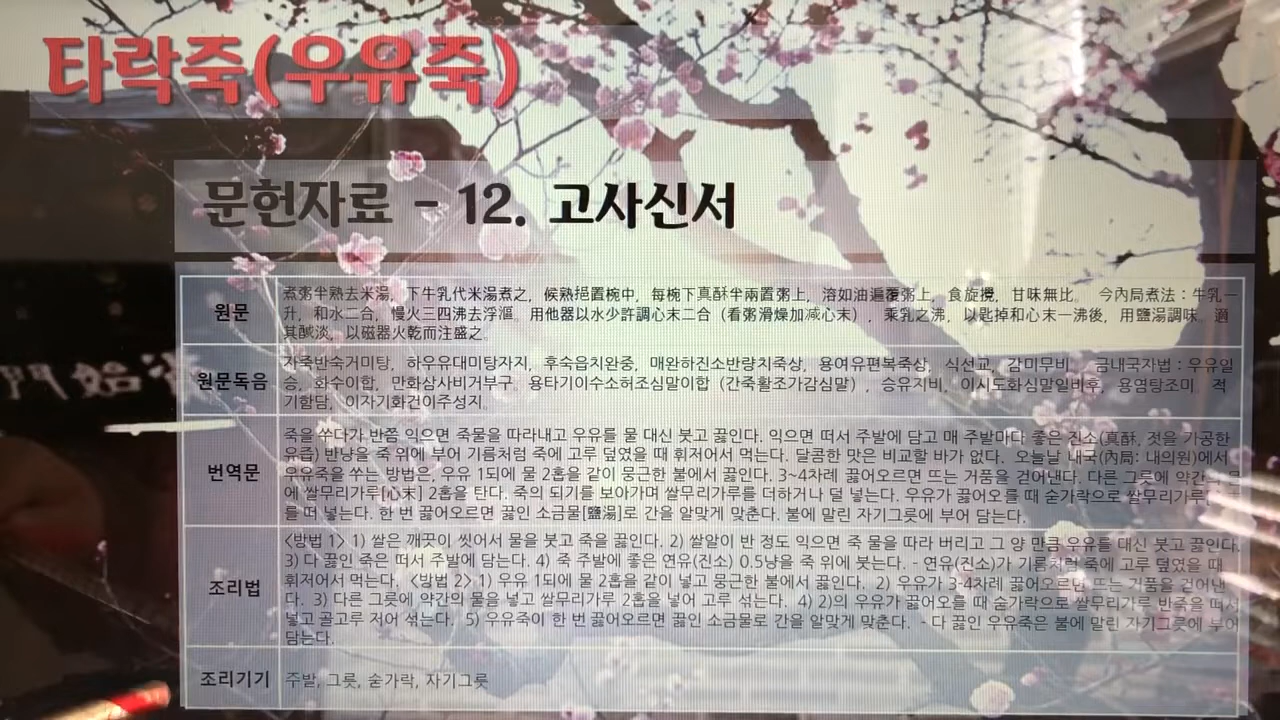 타락죽(우유죽)
문헌자료 - 12. 고사신서
원문
煮粥半熟去米湯, 下牛乳代米湯煮之, 候熟挹置椀中, 每椀下真酥半兩置粥上, 溶如油遍覆粥上, 食旋攪, 甘味無比. 今內局煮法 : 牛乳一
升, 和水二合, 慢火三四沸去浮漚. 用他器以水少許調心末二合 (看粥滑燥加减心末) , 乘乳之沸, 以匙掉和心末一沸後, 用鹽湯調味. 適
其醎淡, 以磁器火乾而注盛之.
원문독음
자죽반숙거미탕, 하우유대미탕자지, 후숙읍치완중, 매완하진소반량치죽상, 용여유편복죽상, 식선교, 감미무비. 금내국자법 : 우유일
승, 화수이합, 만화삼사비거부구. 용타기이수소허조심말이합 (간죽활조가감심말) , 승유지비, 이시도화심말일비후, 용염탕조미. 적
기함담, 이자기화건이주성지.
번역문
죽을 쑤다가 반쯤 익으면 죽물을 따라내고 우유를 물 대신 붓고 끓인다. 익으면 떠서 주발에 담고 매 주발마다 좋은 진소(真酥, 젓을 가공한
유즙) 반냥을 죽 위에 부어 기름처럼 죽에 고루 덮였을 때 휘저어서 먹는다. 달콤한 맛은 비교할 바가 없다. 오늘날 내국(內局: 내의원)에서
우유죽을 쑤는 방법은, 우유 1되에 물 2홉을 같이 뭉근한 불에서 끓인다. 3~4차례 끓어오르면 뜨는 거품을 걷어낸다. 다른 그릇에 약간의 물
에 쌀무리가루[心末] 2홉을 탄다. 죽의 되기를 보아가며 쌀무리가루를 더하거나 덜 넣는다. 우유가 끓어오를 때 숟가락으로 쌀무리가루
를 떠 넣는다. 한 번 끓어오르면 끓인 소금물[鹽湯]로 간을 알맞게 맞춘다. 불에 말린 자기그릇에 부어 담는다.
조리법
<방법 1> 1) 쌀은 깨끗이 씻어서 물을 붓고 죽을 끓인다. 2) 쌀알이 반 정도 익으면 죽 물을 따라 버리고 그 양 만큼 우유를 대신 붓고 끓인다.
3) 다 끓인 죽은 떠서 주발에 담는다. 4) 죽 주발에 좋은 연유(진소) 0.5냥을 죽 위에 붓는다. - 연유(진소)가 기름처럼 죽에 고루 덮였을 때
휘저어서 먹는다. <방법 2> 1) 우유 1되에 물 2홉을 같이 넣고 뭉근한 불에서 끓인다. 2) 우유가 3-4차례 끓어오르면 뜨는 거품을 걷어낸
다. 3) 다른 그릇에 약간의 물을 넣고 쌀무리가루 2홉을 넣어 고루 섞는다. 4) 2)의 우유가 끓어오를 때 숟가락으로 쌀무리가루 반죽을 떠서
넣고 골고루 저어 섞는다. 5) 우유죽이 한 번 끓어오르면 끓인 소금물로 간을 알맞게 맞춘다. - 다 끓인 우유죽은 불에 말린 자기그릇에 부어
담는다.
조리기기
주발, 그릇, 숟가락, 자기그릇